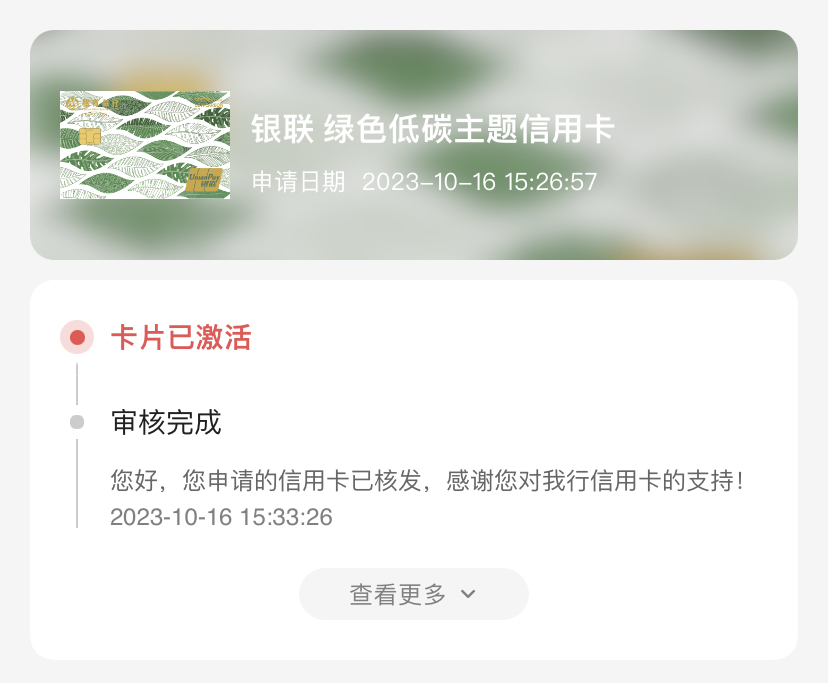 UnionPay
银联
银联 绿色低碳主题信用卡
申请日期 2023-10-16 15:26:57
卡片已激活
审核完成
您好，您申请的信用卡已核发，感谢您对我行信用卡的支持！
2023-10-16 15:33:26
查看更多